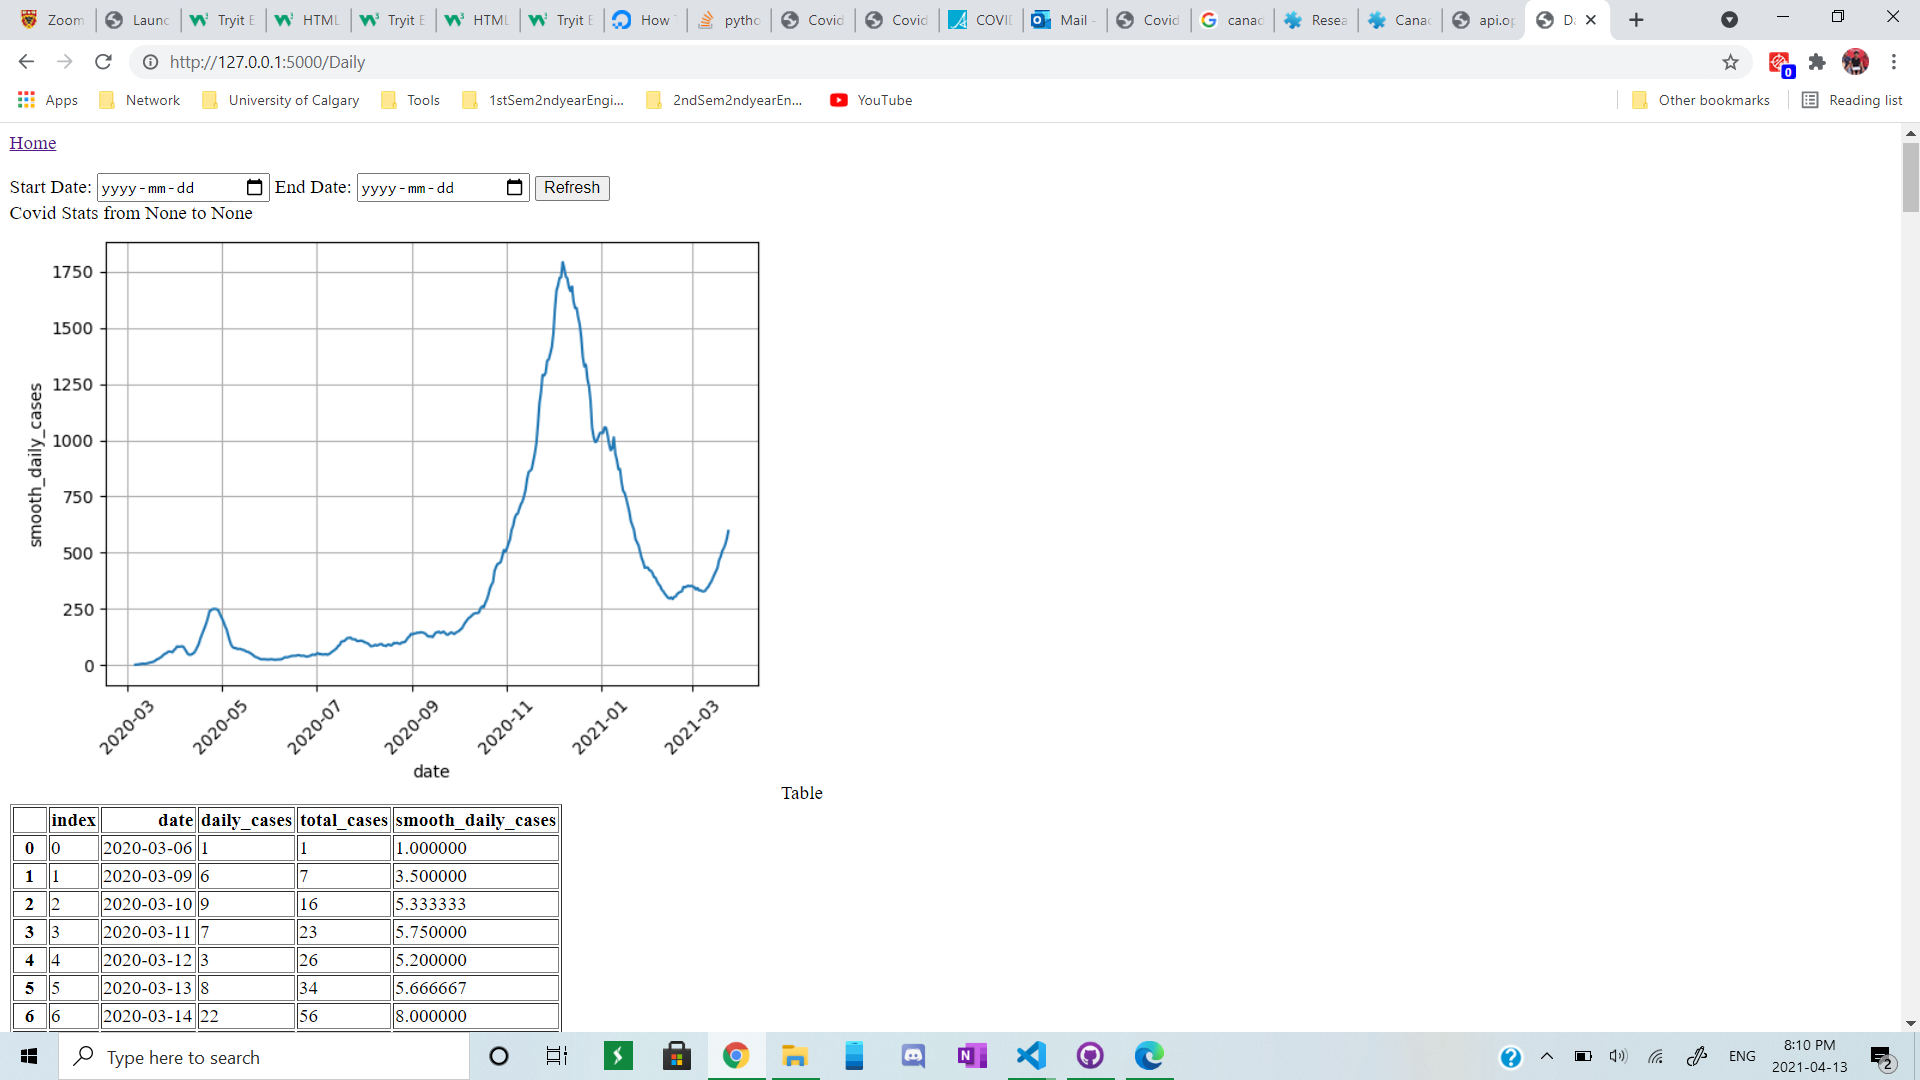 Zoom Launc Tryit E HTML Tryit E HTML Tryit E How pytho Covid Covid COVI Mail - Covid canad Resea Canad api.op Da
http://127.0.0.1:5000/Daily
0
Apps Network University of Calgary Tools 1stSem2ndyearEngi... 2ndSem2ndyearEn... YouTube Other bookmarks Reading list
Home
Start Date: yyyy-mm-dd End Date: yyyy-mm-dd Refresh
Covid Stats from None to None
1750
1500
1250
1000
750
500
250
0
smooth_daily_cases
2020-03 2020-05 2020-07 2020-09 2020-11 2021-01 2021-03
date
Table
index date daily_cases total_cases smooth_daily_cases
0 0 2020-03-06 1 1 1.000000
1 1 2020-03-09 6 7 3.500000
2 2 2020-03-10 9 16 5.333333
3 3 2020-03-11 7 23 5.750000
4 4 2020-03-12 3 26 5.200000
5 5 2020-03-13 8 34 5.666667
6 6 2020-03-14 22 56 8.000000
Type here to search
ENG
8:10 PM
2021-04-13
2